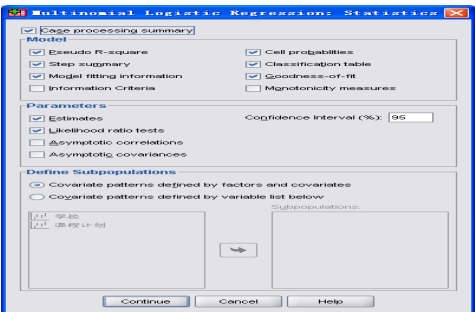 Multinomial Logistic Regression: Statistics
Case processing summary
Model
Pseudo R-square
Cell probablities
Step summary
Classification table
Model fitting information
Goodness-of-fit
Information Criteria
Monotonicity measures
Parameters
Estimates
Confidence Interval (%): 95
Likelihood ratio tests
Asymptotic correlations
Asymptotic covariances
Define Subpopulations
Covariate patterns defined by factors and covariates
Covariate patterns defined by variable list below
Subpopulations:
学校
课程计划
Continue Cancel Help